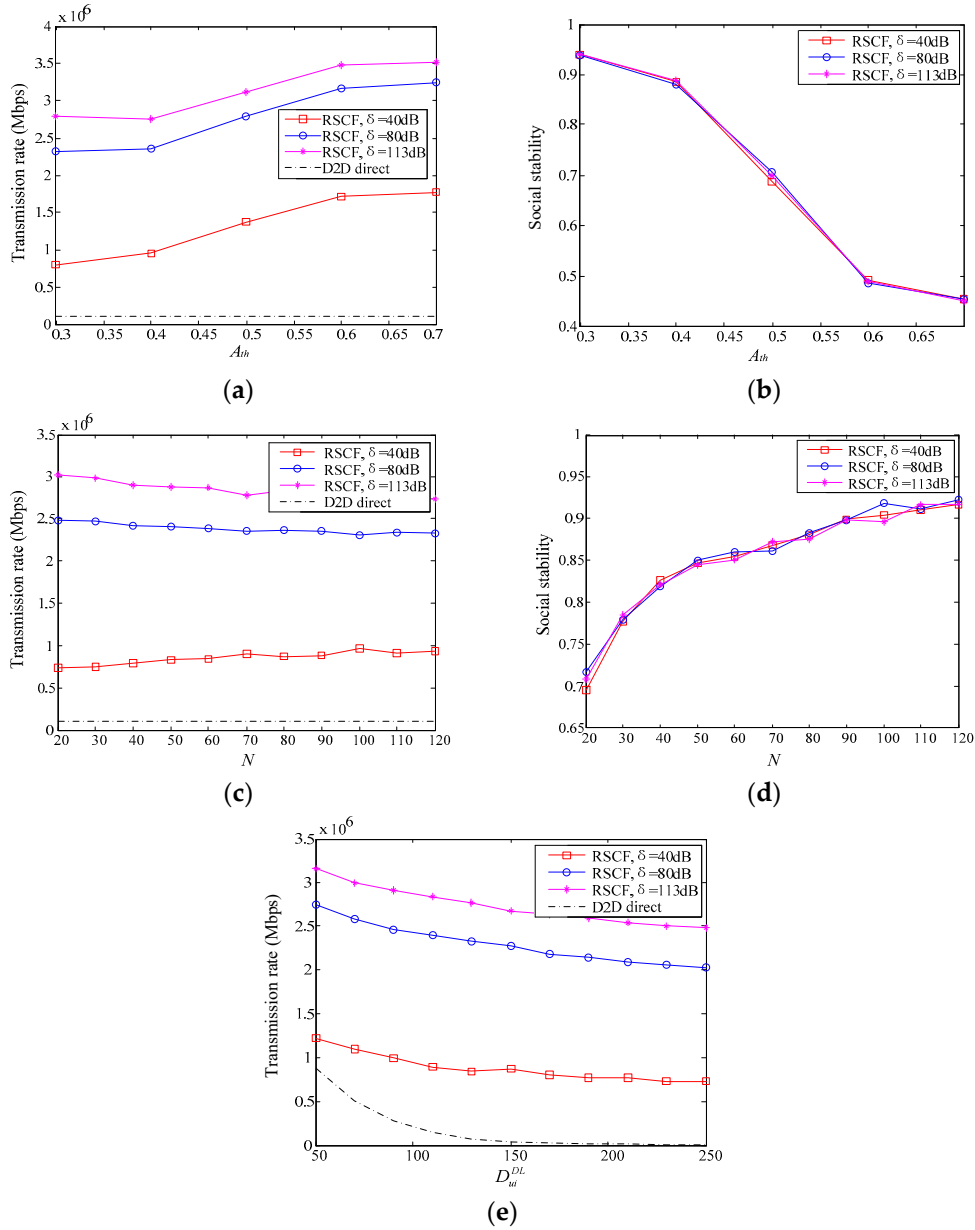 x 10⁶
4
3.5
3
2.5
2
1.5
1
0.5
0
Transmission rate (Mbps)
RSCF, δ=40dB
RSCF, δ=80dB
RSCF, δ=113dB
D2D direct
0.3 0.35 0.4 0.45 0.5 0.55 0.6 0.65 0.7
A_th
(a)
1
0.9
0.8
0.7
0.6
0.5
0.4
Social stability
RSCF, δ=40dB
RSCF, δ=80dB
RSCF, δ=113dB
0.3 0.35 0.4 0.45 0.5 0.55 0.6 0.65
A_th
(b)
x 10⁶
3.5
3
2.5
2
1.5
1
0.5
0
Transmission rate (Mbps)
RSCF, δ=40dB
RSCF, δ=80dB
RSCF, δ=113dB
D2D direct
20 30 40 50 60 70 80 90 100 110 120
N
(c)
1
0.95
0.9
0.85
0.8
0.75
0.7
0.65
Social stability
RSCF, δ=40dB
RSCF, δ=80dB
RSCF, δ=113dB
20 30 40 50 60 70 80 90 100 110 120
N
(d)
x 10⁶
3.5
3
2.5
2
1.5
1
0.5
0
Transmission rate (Mbps)
RSCF, δ=40dB
RSCF, δ=80dB
RSCF, δ=113dB
D2D direct
50 100 150 200 250
D_ui^DL
(e)